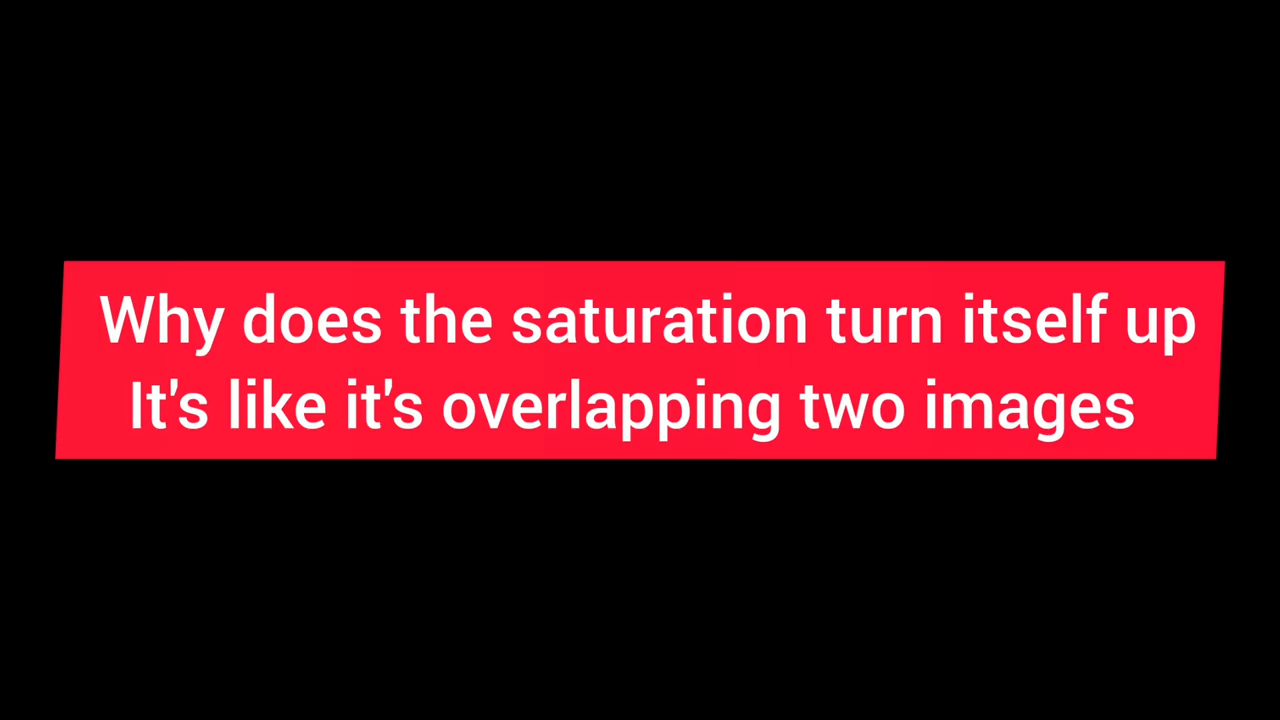 Why does the saturation turn itself up
It's like it's overlapping two images